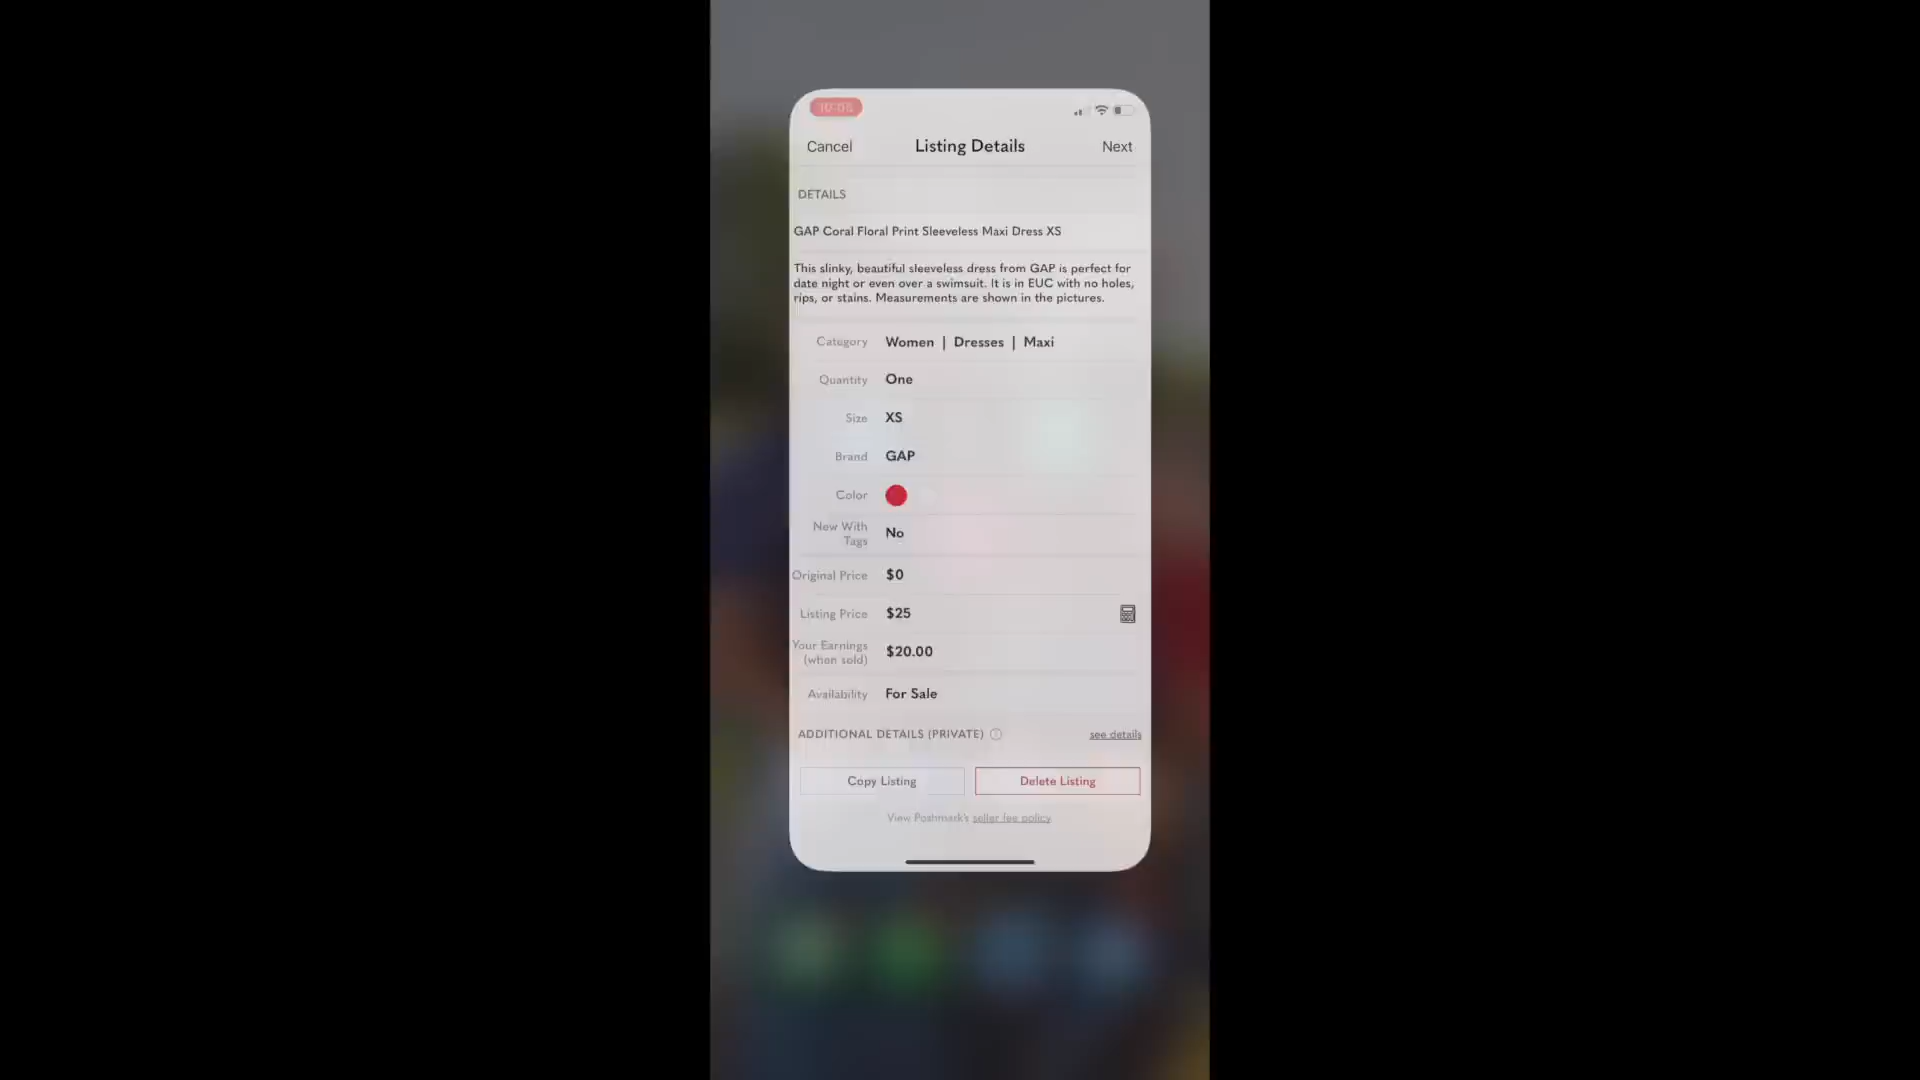 10:05
Cancel Listing Details Next
DETAILS
GAP Coral Floral Print Sleeveless Maxi Dress XS
This slinky, beautiful sleeveless dress from GAP is perfect for
date night or even over a swimsuit. It is in EUC with no holes,
rips, or stains. Measurements are shown in the pictures.
Category Women | Dresses | Maxi
Quantity One
Size XS
Brand GAP
Color
New With
Tags No
Original Price $0
Listing Price $25
Your Earnings
(when sold) $20.00
Availability For Sale
ADDITIONAL DETAILS (PRIVATE) see details
Copy Listing Delete Listing
View Poshmark's seller fee policy